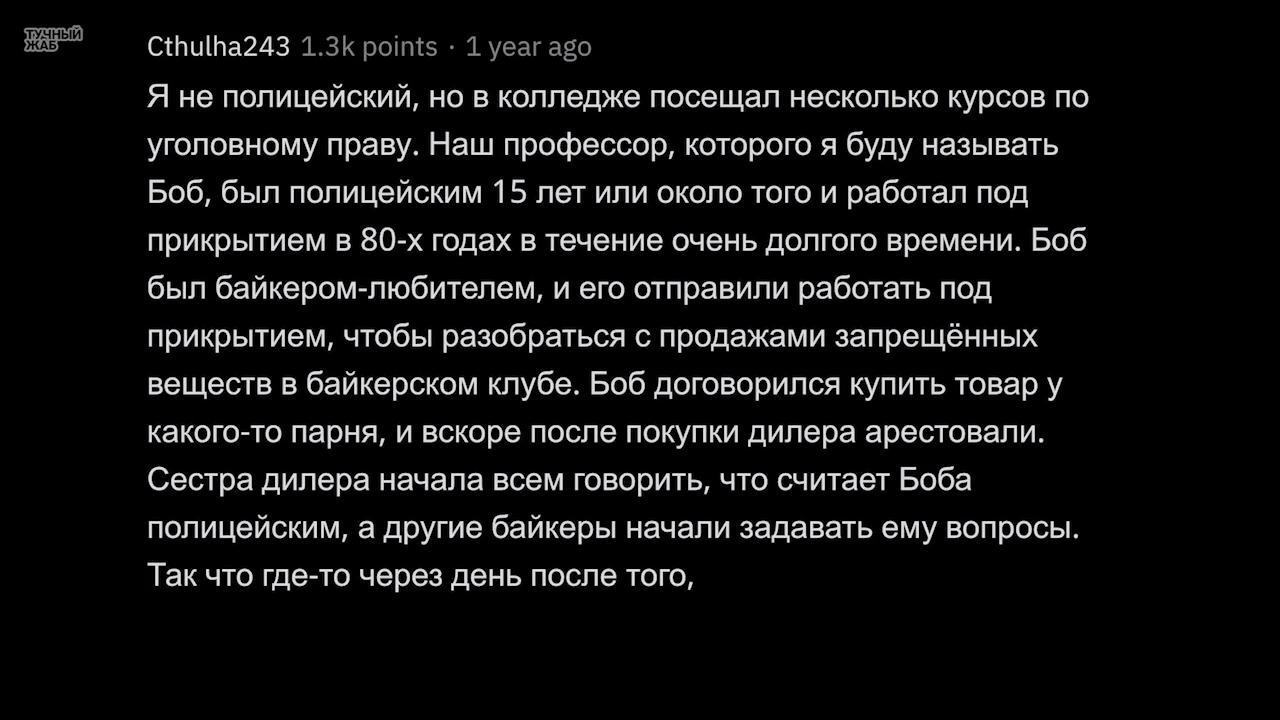 ТУЧНЫЙ
ЖАБ
Cthulha243 1.3k points · 1 year ago
Я не полицейский, но в колледже посещал несколько курсов по
уголовному праву. Наш профессор, которого я буду называть
Боб, был полицейским 15 лет или около того и работал под
прикрытием в 80-х годах в течение очень долгого времени. Боб
был байкером-любителем, и его отправили работать под
прикрытием, чтобы разобраться с продажами запрещённых
веществ в байкерском клубе. Боб договорился купить товар у
какого-то парня, и вскоре после покупки дилера арестовали.
Сестра дилера начала всем говорить, что считает Боба
полицейским, а другие байкеры начали задавать ему вопросы.
Так что где-то через день после того,